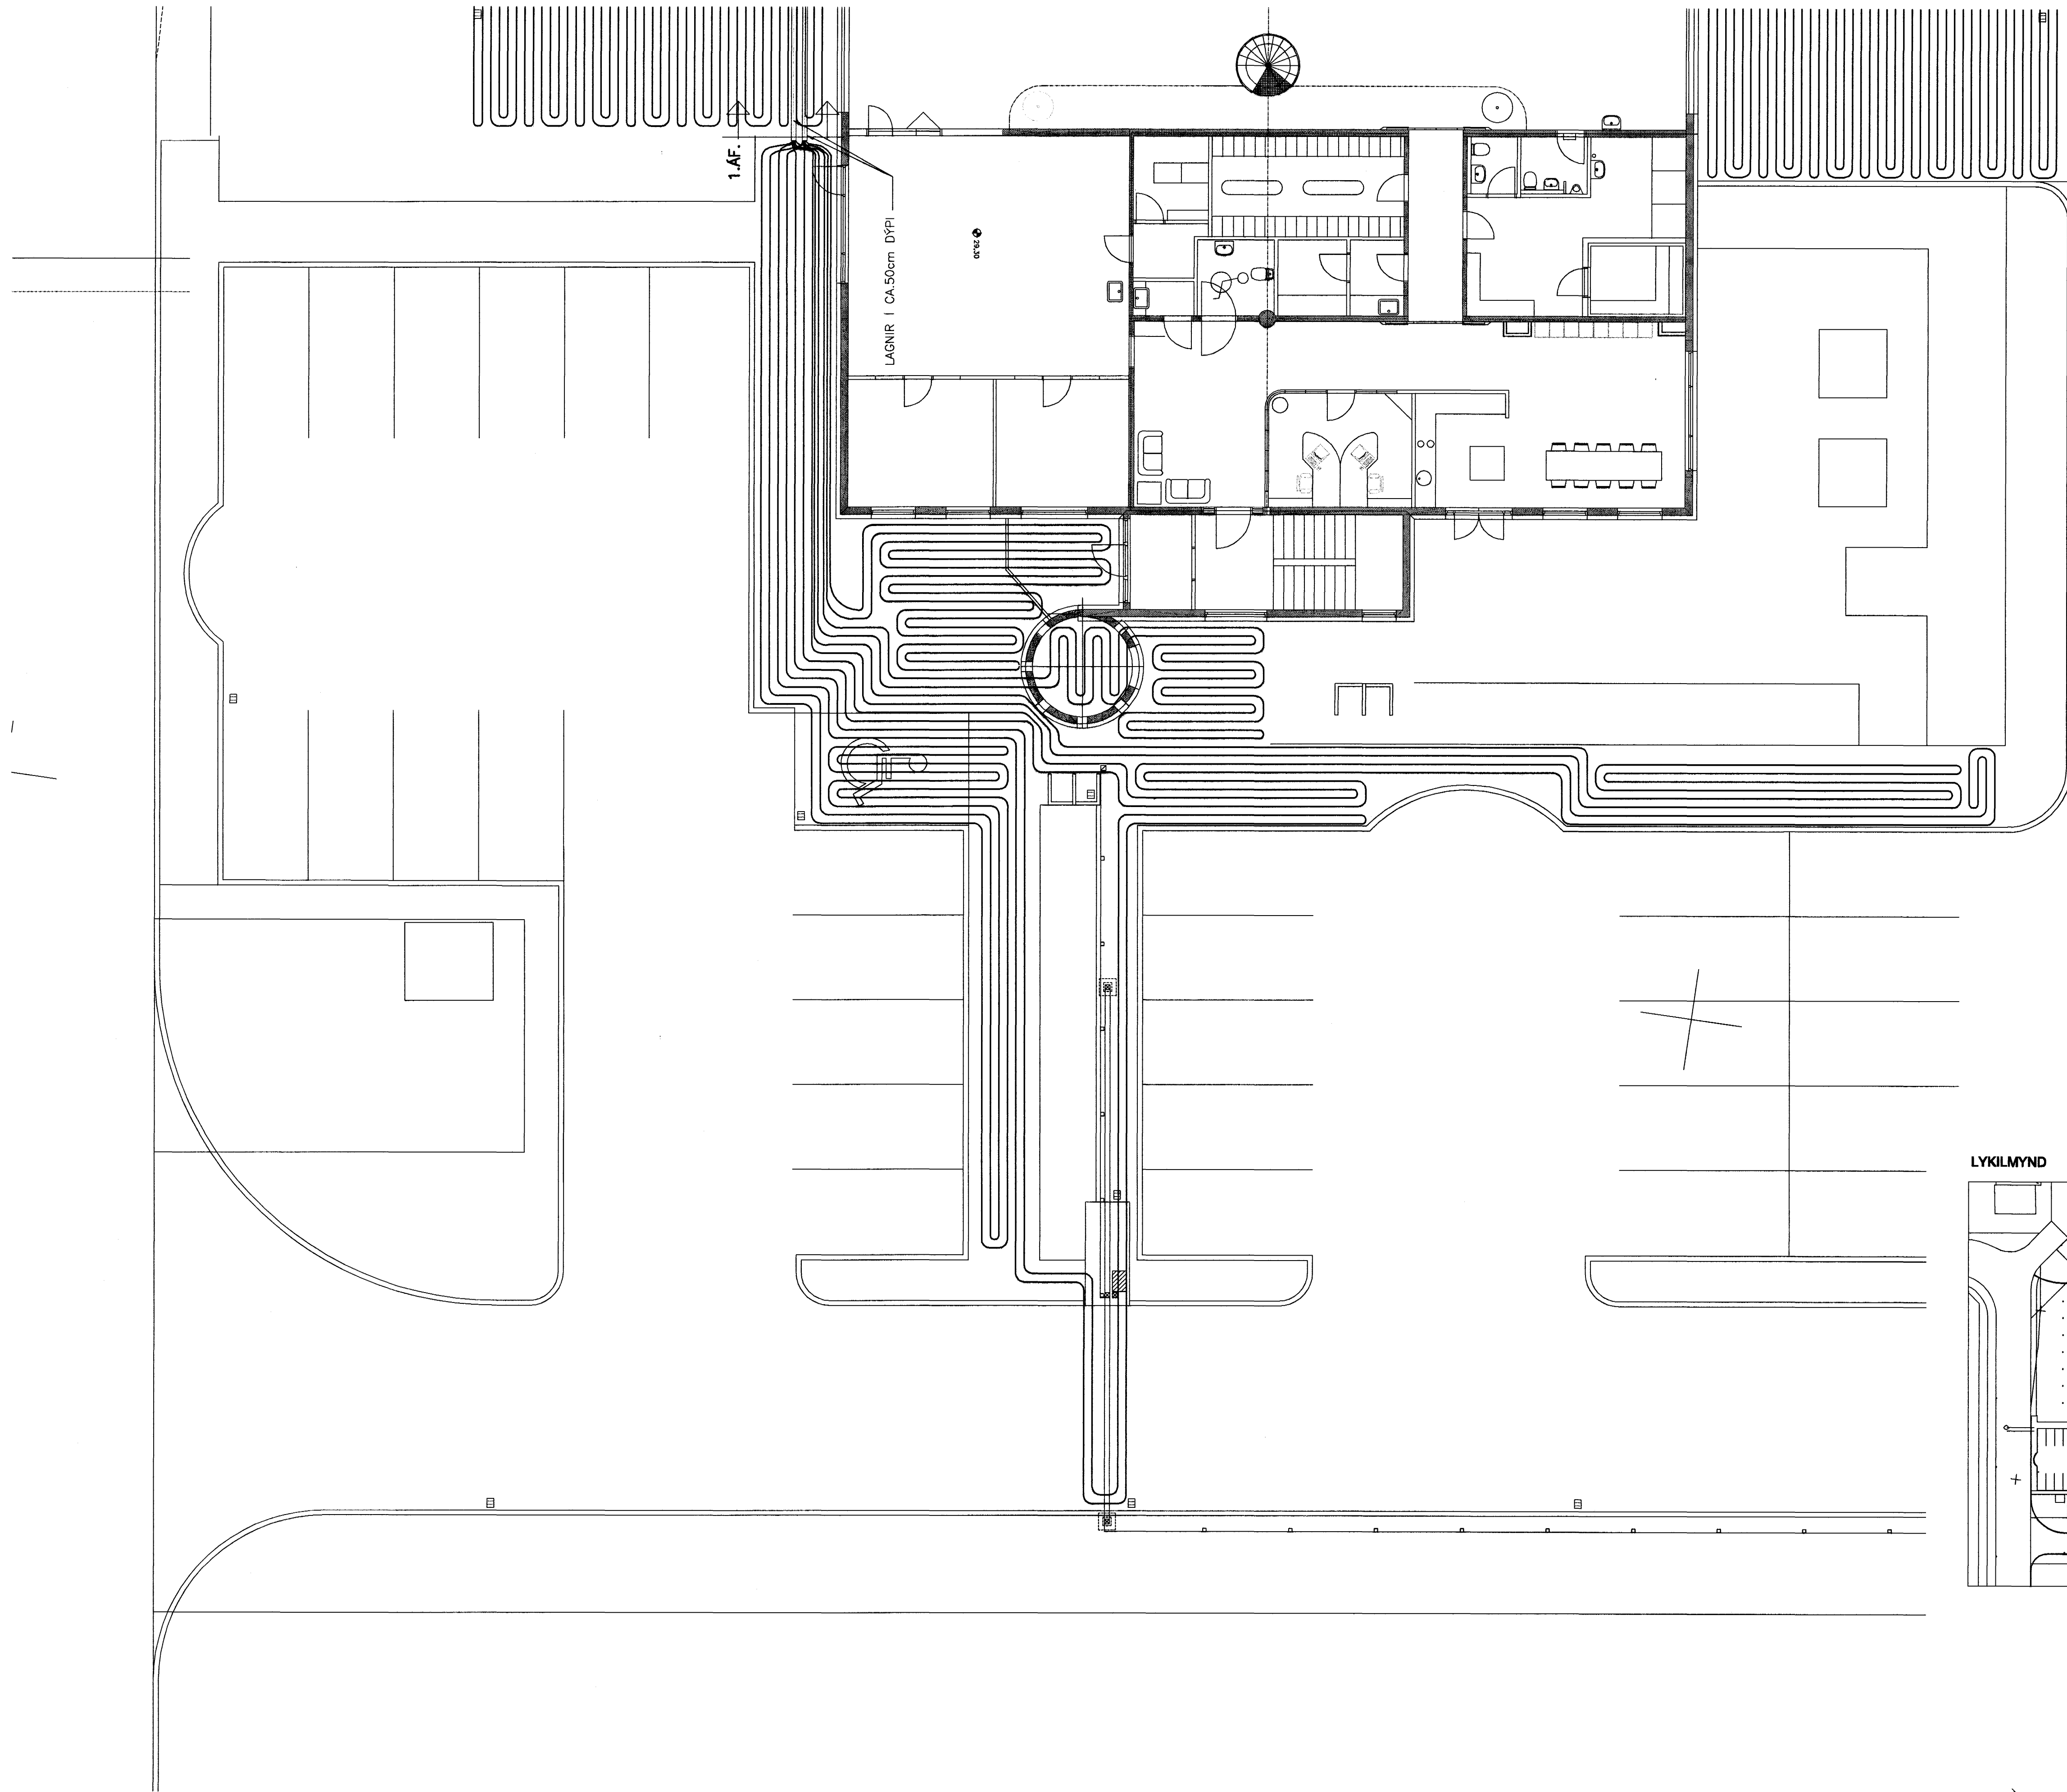 1.ÁF.
LAGNIR Í CA.50cm DÝPI
29.30
LYKILMYND